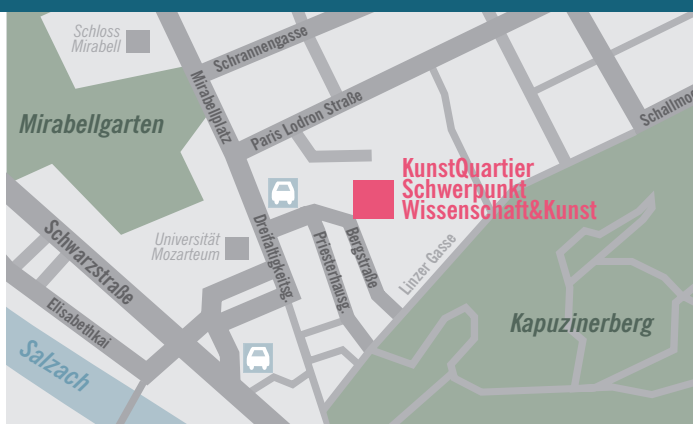 Schloss
Mirabell
Schrannengasse
Mirabellplatz
Mirabellgarten
Paris Lodron Straße
Schallmoo
KunstQuartier
Schwerpunkt
Wissenschaft&Kunst
Schwarzstraße
Universität
Mozarteum
Dreifaltigkeitsg.
Priesterhausg.
Bergstraße
Linzer Gasse
Elisabethkai
Kapuzinerberg
Salzach